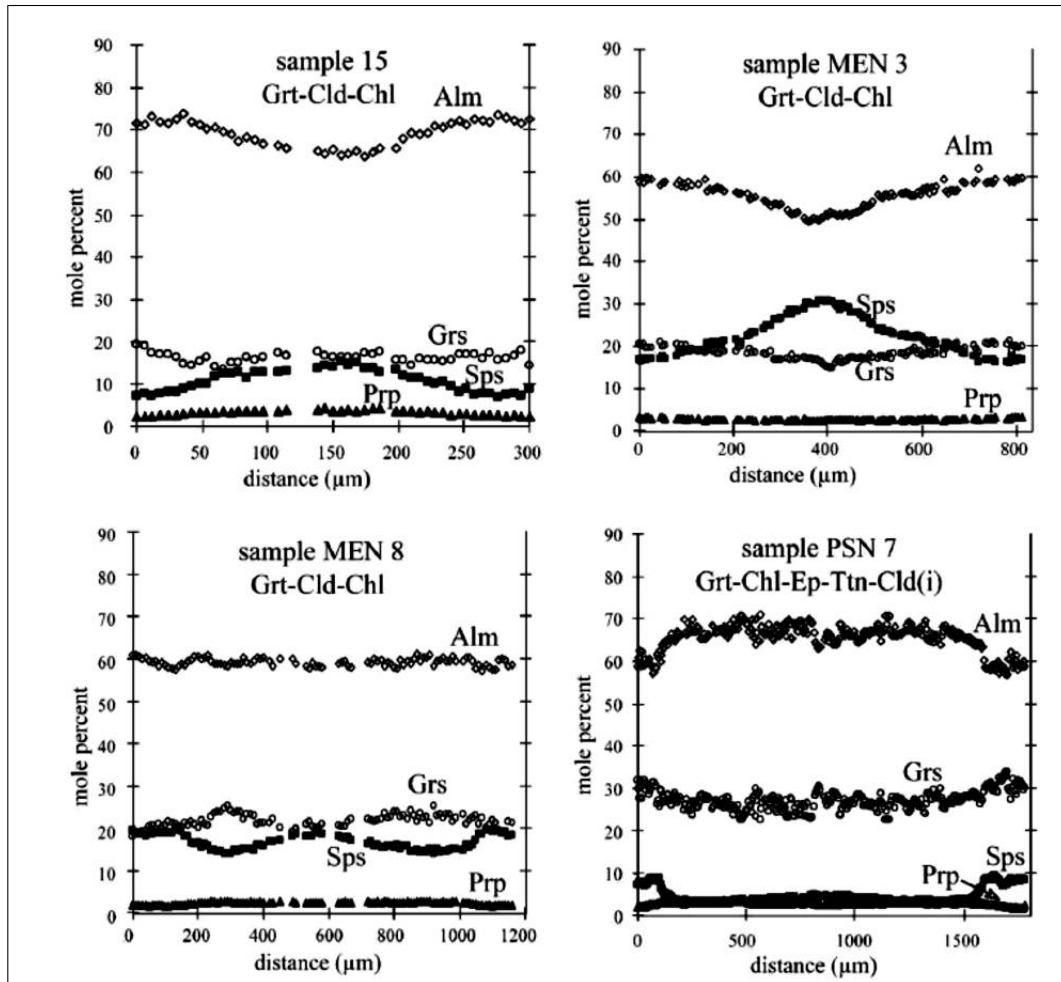 sample 15
Grt-Cld-Chl
Alm
Grs
Sps
Prp
mole percent
90
80
70
60
50
40
30
20
10
0
0 50 100 150 200 250 300
distance (µm)
sample MEN 3
Grt-Cld-Chl
Alm
Sps
Grs
Prp
mole percent
90
80
70
60
50
40
30
20
10
0
0 200 400 600 800
distance (µm)
sample MEN 8
Grt-Cld-Chl
Alm
Grs
Sps
Prp
mole percent
90
80
70
60
50
40
30
20
10
0
0 200 400 600 800 1000 1200
distance (µm)
sample PSN 7
Grt-Chl-Ep-Ttn-Cld(i)
Alm
Grs
Sps
Prp
mole percent
90
80
70
60
50
40
30
20
10
0
0 500 1000 1500
distance (µm)